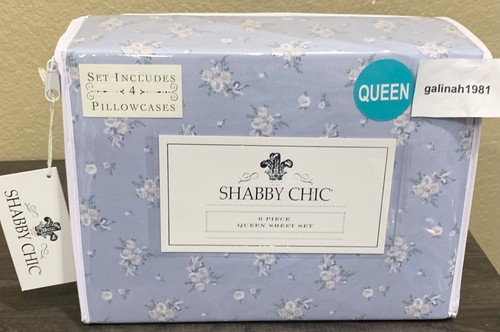 SET INCLUDES
4
PILLOWCASES
QUEEN
galinah1981
SHABBY CHIC
6 PIECE
QUEEN SHEET SET
SHABBY CHIC